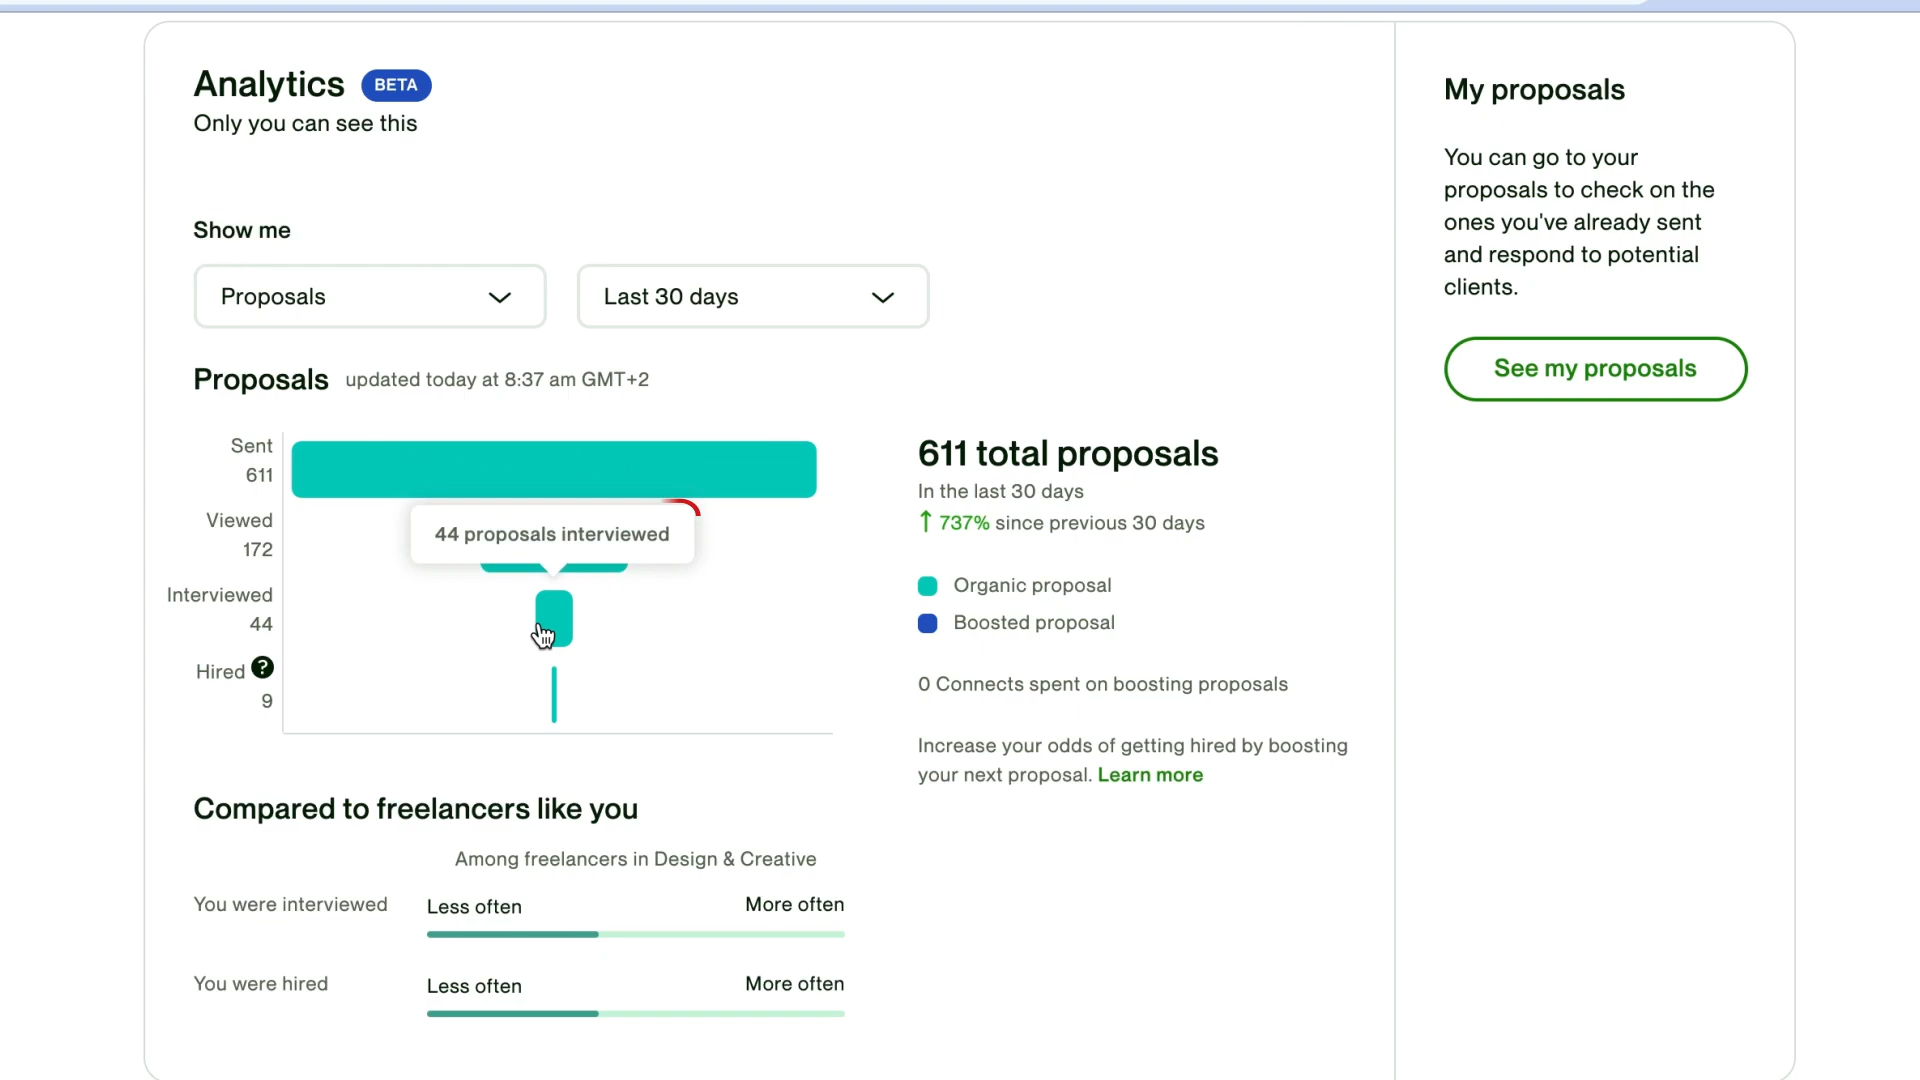 Analytics BETA
Only you can see this
Show me
Proposals
Last 30 days
Proposals updated today at 8:37 am GMT+2
Sent
611
Viewed
172
44 proposals interviewed
Interviewed
44
Hired ?
9
611 total proposals
In the last 30 days
↑ 737% since previous 30 days
Organic proposal
Boosted proposal
0 Connects spent on boosting proposals
Increase your odds of getting hired by boosting
your next proposal. Learn more
Compared to freelancers like you
Among freelancers in Design & Creative
You were interviewed
Less often
More often
You were hired
Less often
More often
My proposals
You can go to your
proposals to check on the
ones you've already sent
and respond to potential
clients.
See my proposals